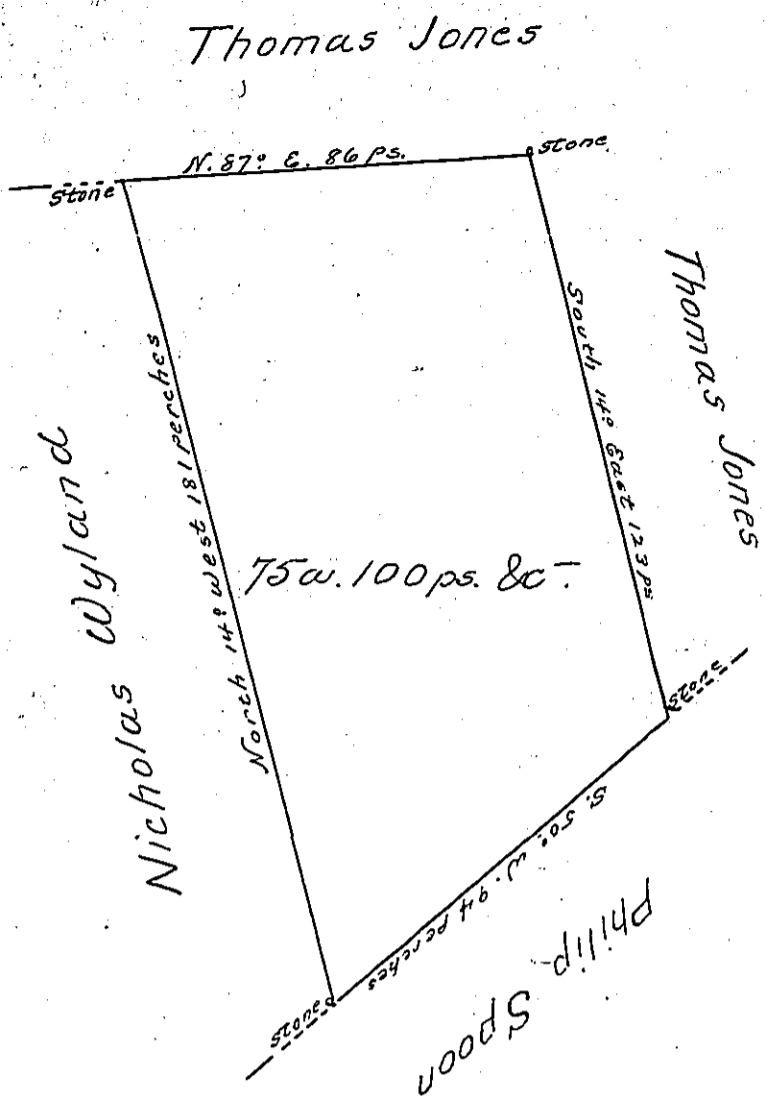 Thomas Jones
N. 87° E. 86 ps.
stone
stone
South 14° East 123 ps
Thomas Jones
North 14° West 181 perches
Nicholas Wyland
75 a. 100 ps. &c-
stone
S. 50° W. 94 perches
stone
Philip Spoon